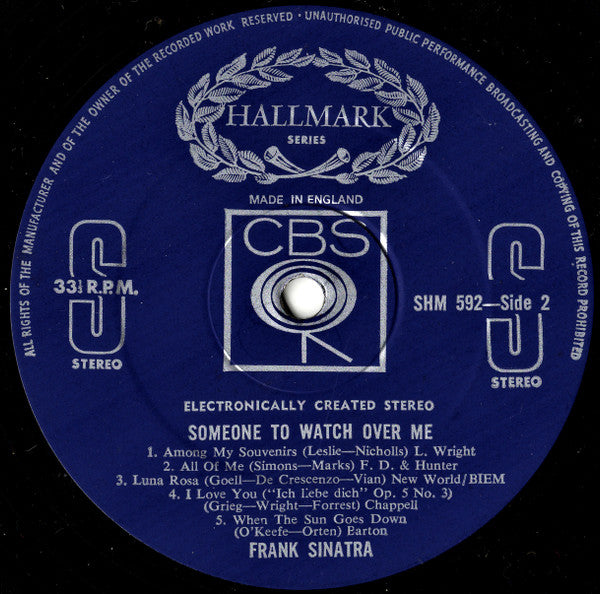 ALL RIGHTS OF THE MANUFACTURER AND OF THE OWNER OF THE RECORDED WORK RESERVED · UNAUTHORISED PUBLIC PERFORMANCE BROADCASTING AND COPYING OF THIS RECORD PROHIBITED
HALLMARK
SERIES
MADE IN ENGLAND
CBS
S
33⅓ R.P.M.
STEREO
SHM 592—Side 2
S
STEREO
ELECTRONICALLY CREATED STEREO
SOMEONE TO WATCH OVER ME
1. Among My Souvenirs (Leslie—Nicholls) L. Wright
2. All Of Me (Simons—Marks) F. D. & Hunter
3. Luna Rosa (Goell—De Crescenzo—Vian) New World/BIEM
4. I Love You ("Ich liebe dich" Op. 5 No. 3)
(Grieg—Wright—Forrest) Chappell
5. When The Sun Goes Down
(O'Keefe—Orten) Earton
FRANK SINATRA